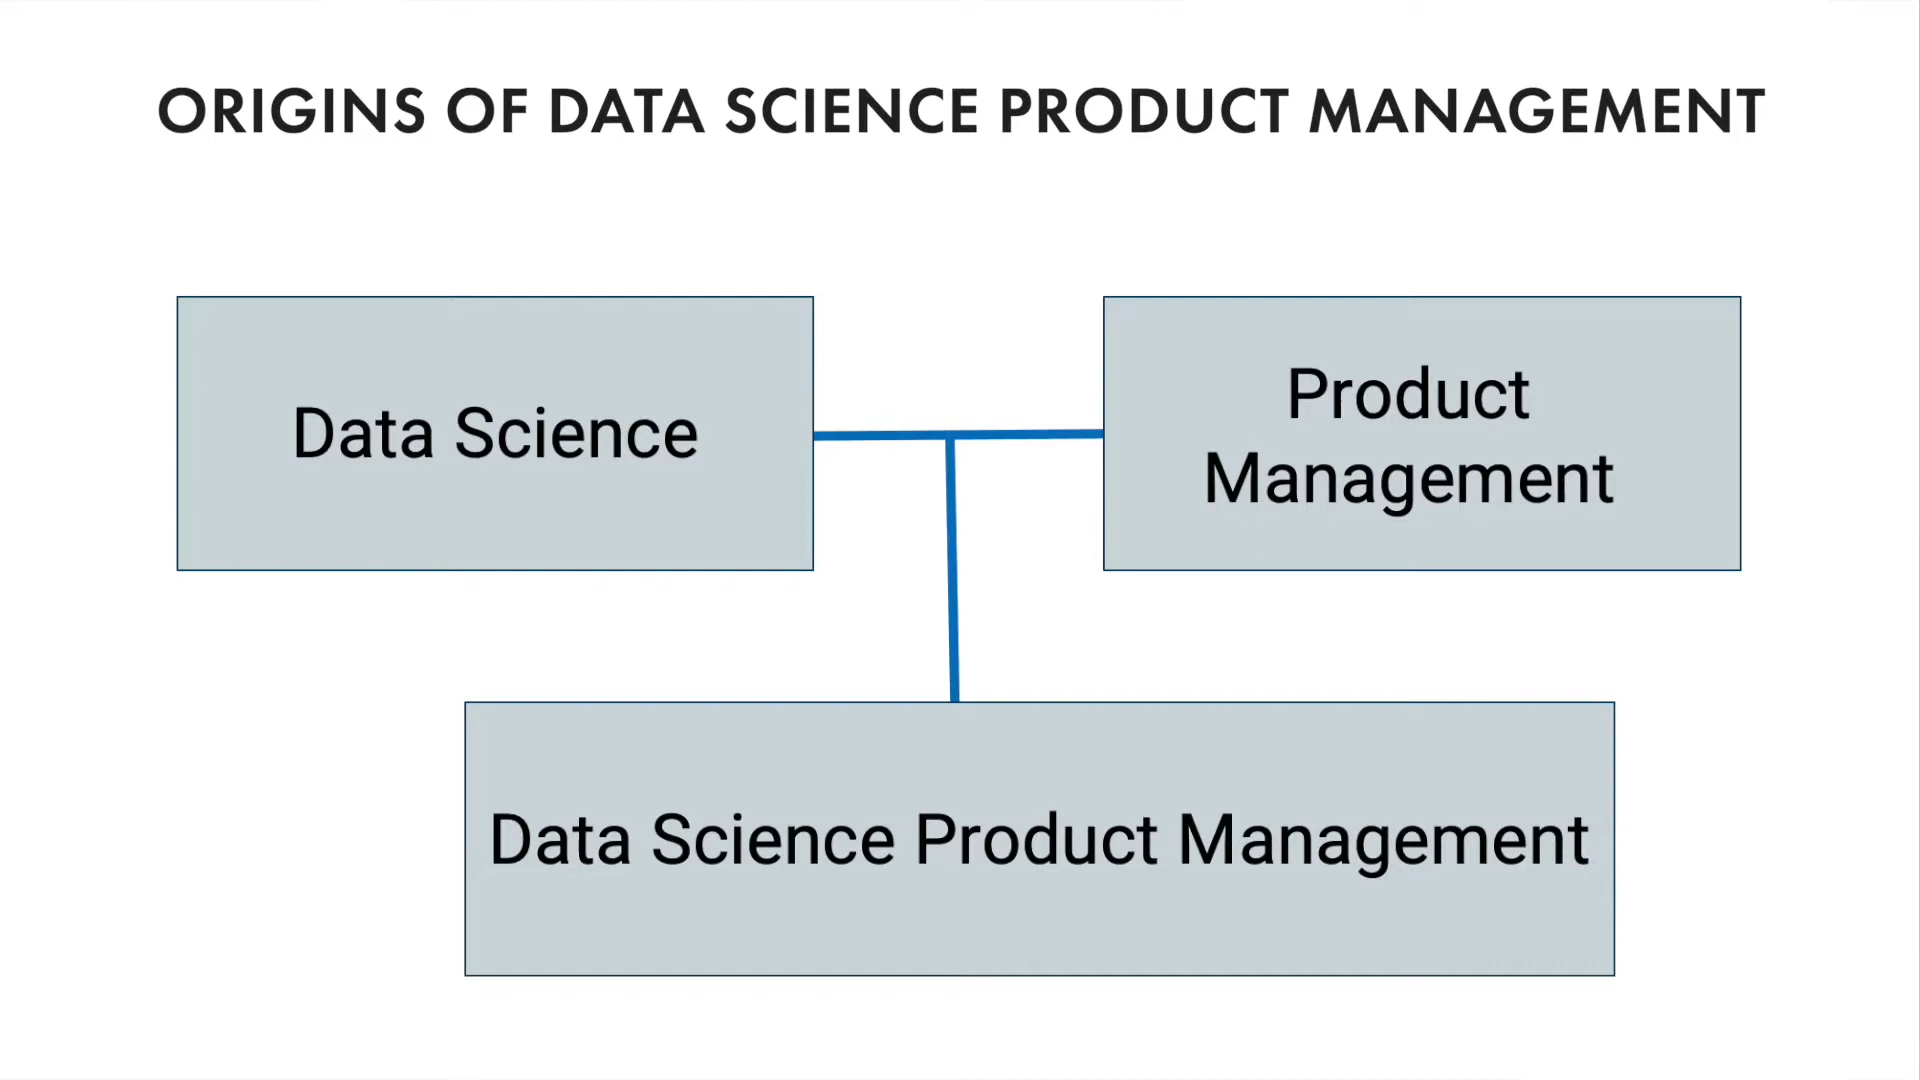 ORIGINS OF DATA SCIENCE PRODUCT MANAGEMENT
Data Science
Product
Management
Data Science Product Management